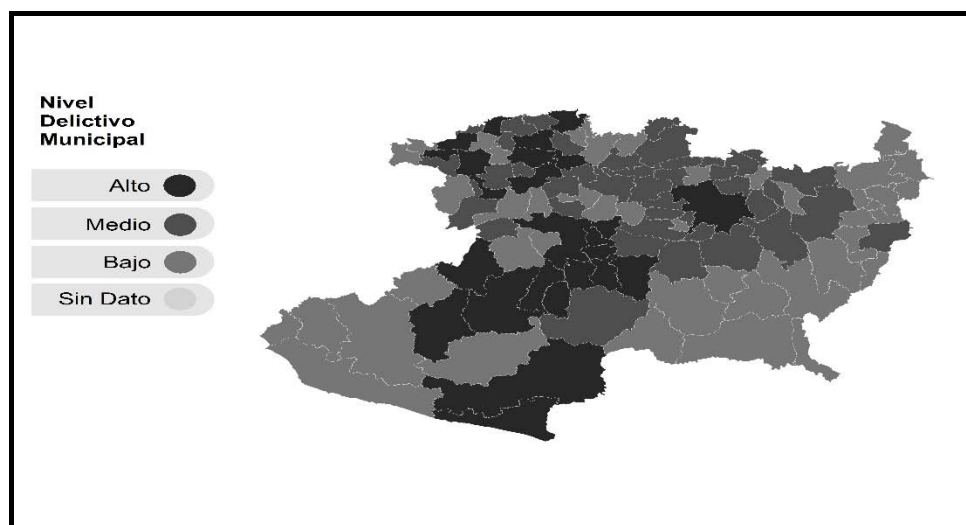 Nivel
Delictivo
Municipal
Alto
Medio
Bajo
Sin Dato